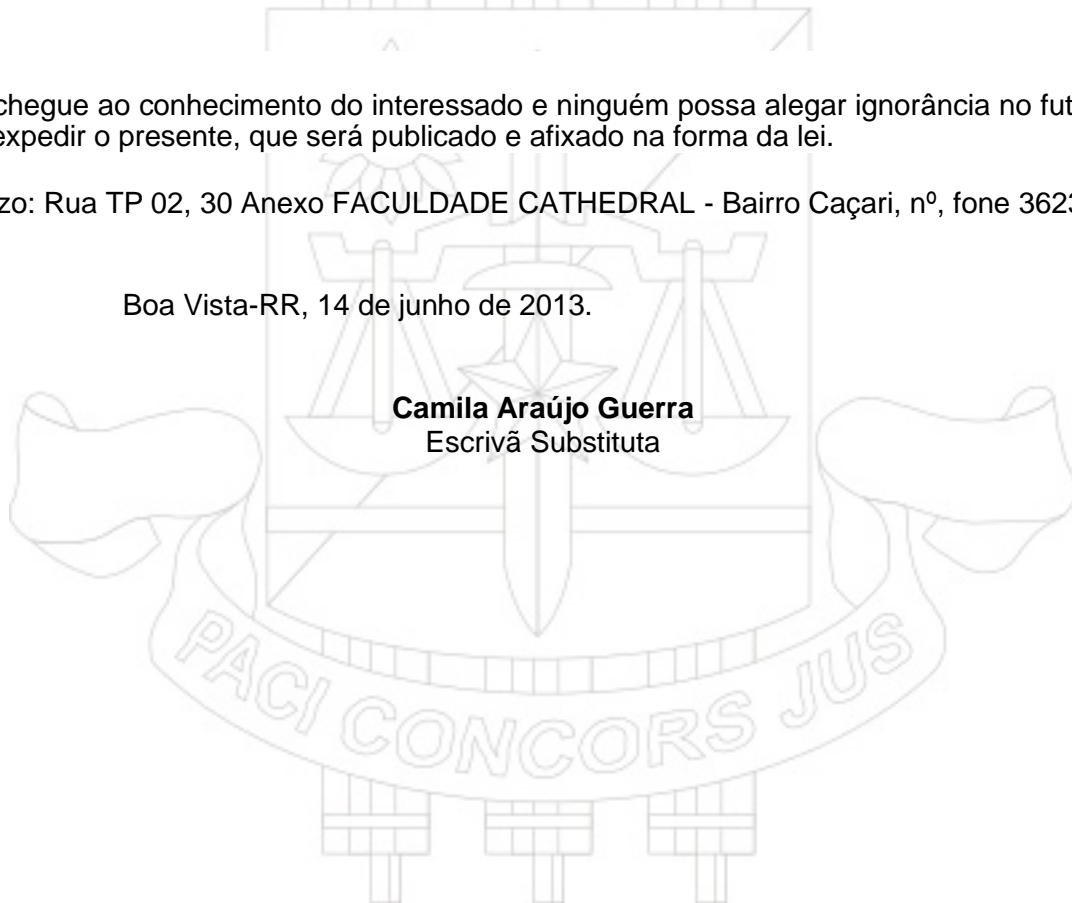 chegue ao conhecimento do interessado e ninguém possa alegar ignorância no fut
expedir o presente, que será publicado e afixado na forma da lei.
zo: Rua TP 02, 30 Anexo FACULDADE CATHEDRAL - Bairro Caçari, nº, fone 3623
Boa Vista-RR, 14 de junho de 2013.
Camila Araújo Guerra
Escrivã Substituta
PACI CONCORS JUS